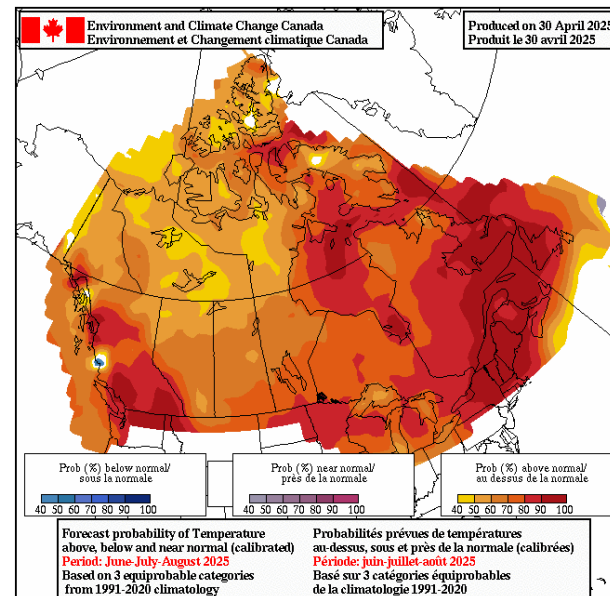 Environment and Climate Change Canada
Environnement et Changement climatique Canada
Produced on 30 April 2025
Produit le 30 avril 2025
Prob (%) below normal/
sous la normale
40 50 60 70 80 90 100
Prob (%) near normal/
près de la normale
40 50 60 70 80 90 100
Prob (%) above normal/
au dessus de la normale
40 50 60 70 80 90 100
Forecast probability of Temperature
above, below and near normal (calibrated)
Period: June-July-August 2025
Based on 3 equiprobable categories
from 1991-2020 climatology
Probabilités prévues de températures
au-dessus, sous et près de la normale (calibrées)
Période: juin-juillet-août 2025
Basé sur 3 catégories équiprobables
de la climatologie 1991-2020